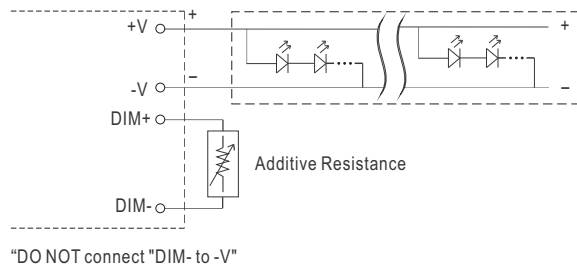 +V + +
-V – –
DIM+
Additive Resistance
DIM-
“DO NOT connect "DIM- to -V"